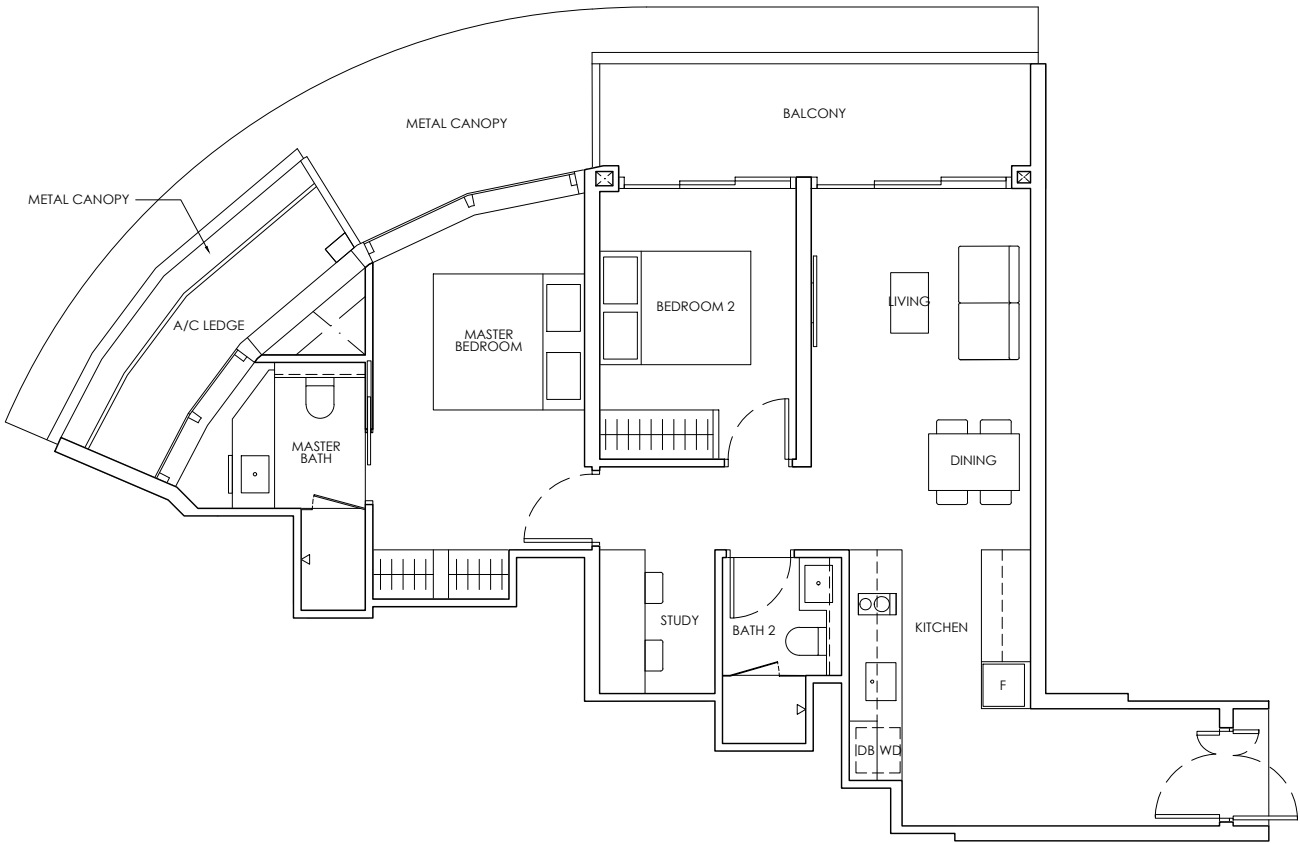 METAL CANOPY
BALCONY
METAL CANOPY
A/C LEDGE
MASTER
BEDROOM
BEDROOM 2
LIVING
MASTER
BATH
DINING
STUDY
BATH 2
KITCHEN
F
DB WD